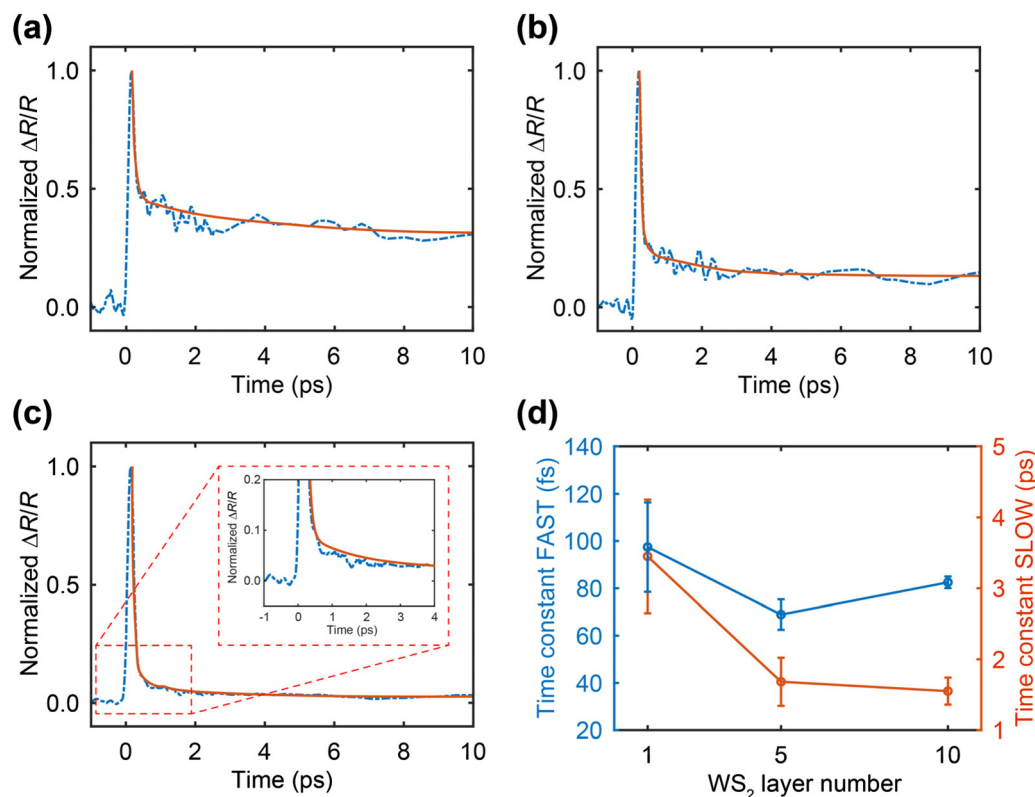 (a)
Normalized ΔR/R
1.0
0.5
0.0
0 2 4 6 8 10
Time (ps)
(b)
Normalized ΔR/R
1.0
0.5
0.0
0 2 4 6 8 10
Time (ps)
(c)
Normalized ΔR/R
1.0
0.5
0.0
0 2 4 6 8 10
Time (ps)
Normalized ΔR/R
0.2
0.1
0.0
-1 0 1 2 3 4
Time (ps)
(d)
Time constant FAST (fs)
140
120
100
80
60
40
20
1 5 10
WS₂ layer number
5
4
3
2
1
Time constant SLOW (ps)